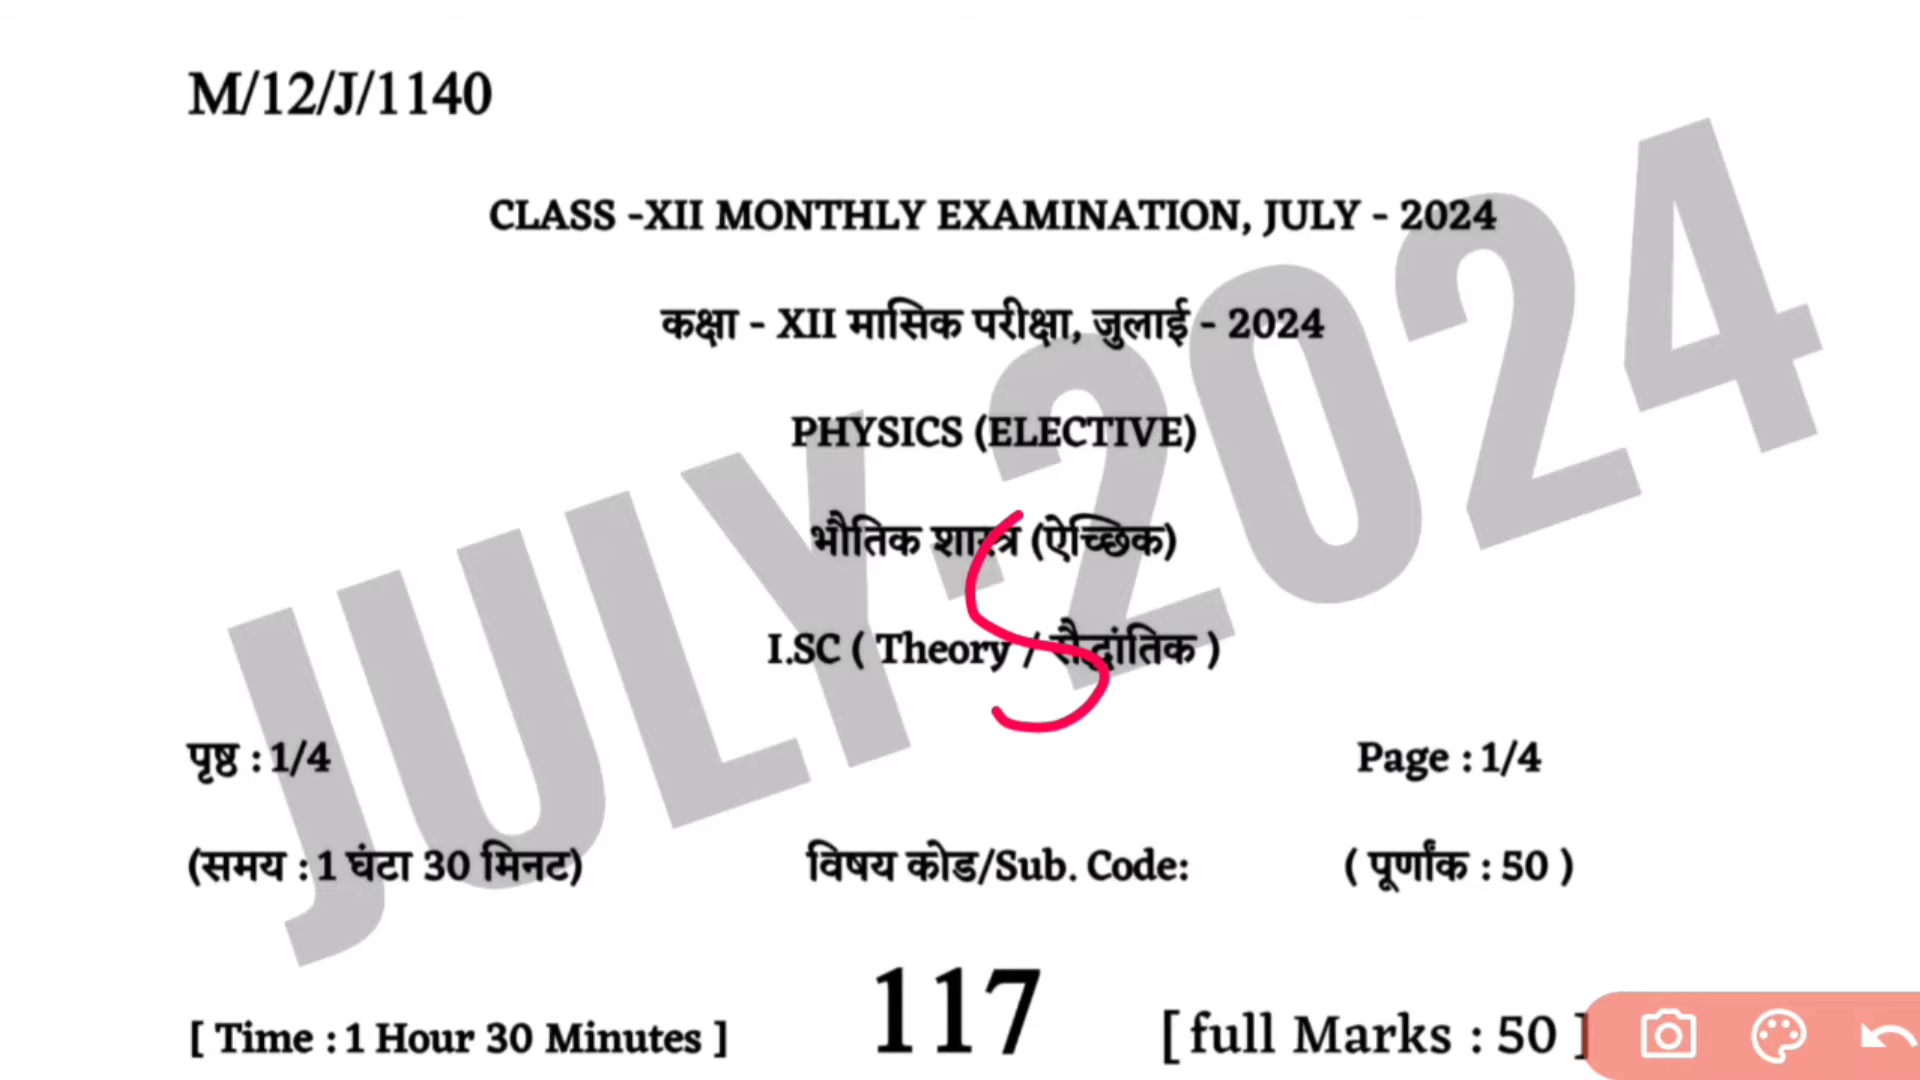 M/12/J/1140
CLASS -XII MONTHLY EXAMINATION, JULY - 2024
कक्षा - XII मासिक परीक्षा, जुलाई - 2024
PHYSICS (ELECTIVE)
भौतिक शास्त्र (ऐच्छिक)
I.SC ( Theory / सैद्धांतिक )
पृष्ठ : 1/4 Page : 1/4
(समय : 1 घंटा 30 मिनट) विषय कोड/Sub. Code: ( पूर्णांक : 50 )
[ Time : 1 Hour 30 Minutes ] 117 [ full Marks : 50 ]
JULY-2024